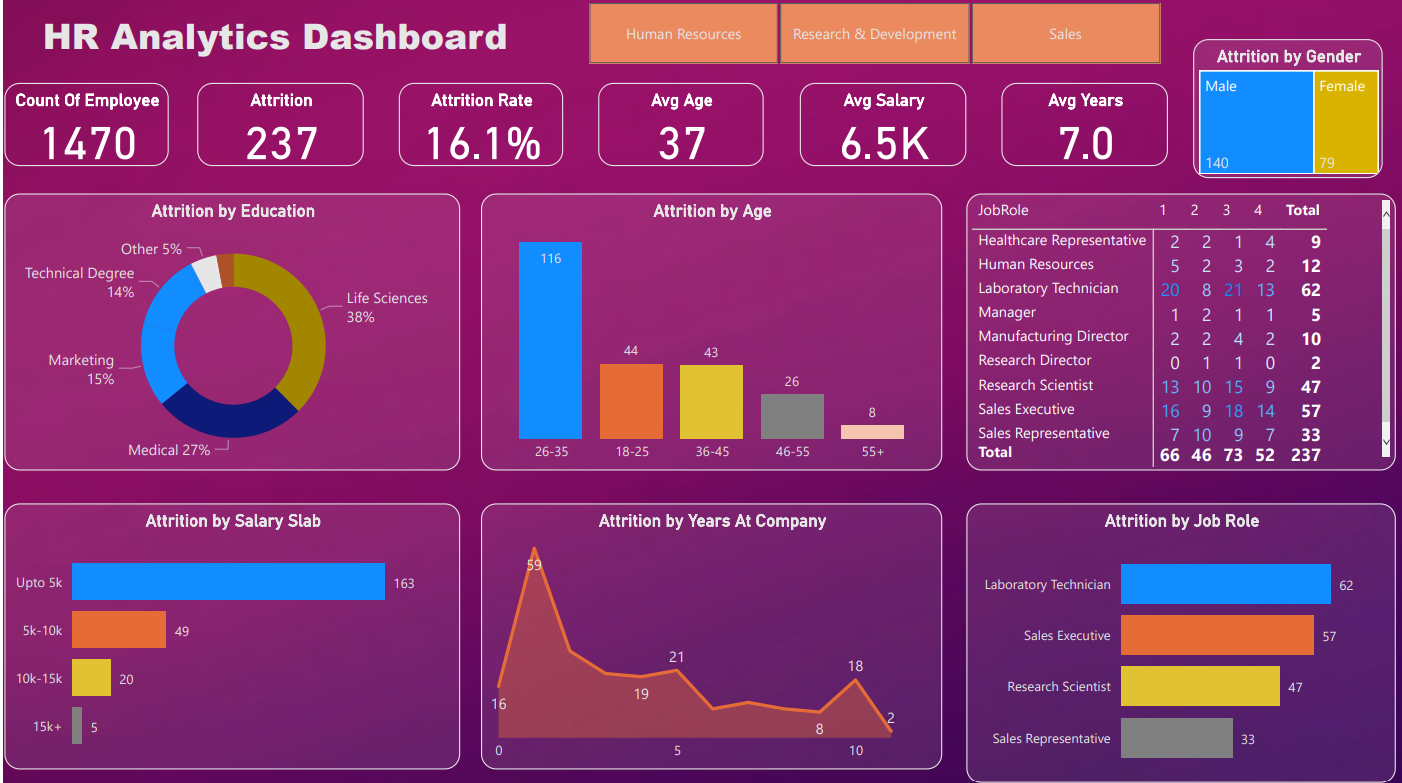 HR Analytics Dashboard
Human Resources
Research & Development
Sales
Attrition by Gender
Male
Female
140
79
Count Of Employee
1470
Attrition
237
Attrition Rate
16.1%
Avg Age
37
Avg Salary
6.5K
Avg Years
7.0
Attrition by Education
Other 5%
Technical Degree
14%
Life Sciences
38%
Marketing
15%
Medical 27%
Attrition by Age
116
44
43
26
8
26-35
18-25
36-45
46-55
55+
JobRole 1 2 3 4 Total
Healthcare Representative 2 2 1 4 9
Human Resources 5 2 3 2 12
Laboratory Technician 20 8 21 13 62
Manager 1 2 1 1 5
Manufacturing Director 2 2 4 2 10
Research Director 0 1 1 0 2
Research Scientist 13 10 15 9 47
Sales Executive 16 9 18 14 57
Sales Representative 7 10 9 7 33
Total 66 46 73 52 237
Attrition by Salary Slab
Upto 5k 163
5k-10k 49
10k-15k 20
15k+ 5
Attrition by Years At Company
59
21
18
19
16
8
2
0 5 10
Attrition by Job Role
Laboratory Technician 62
Sales Executive 57
Research Scientist 47
Sales Representative 33